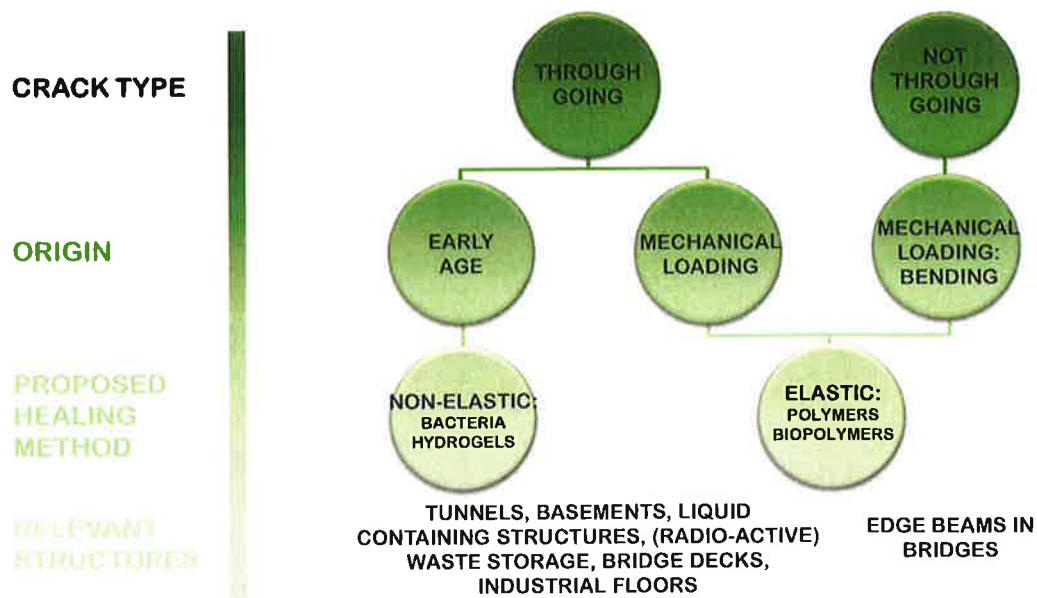 CRACK TYPE
THROUGH
GOING
NOT
THROUGH
GOING
ORIGIN
EARLY
AGE
MECHANICAL
LOADING
MECHANICAL
LOADING:
BENDING
PROPOSED
HEALING
METHOD
NON-ELASTIC:
BACTERIA
HYDROGELS
ELASTIC:
POLYMERS
BIOPOLYMERS
RELEVANT
STRUCTURES
TUNNELS, BASEMENTS, LIQUID
CONTAINING STRUCTURES, (RADIO-ACTIVE)
WASTE STORAGE, BRIDGE DECKS,
INDUSTRIAL FLOORS
EDGE BEAMS IN
BRIDGES